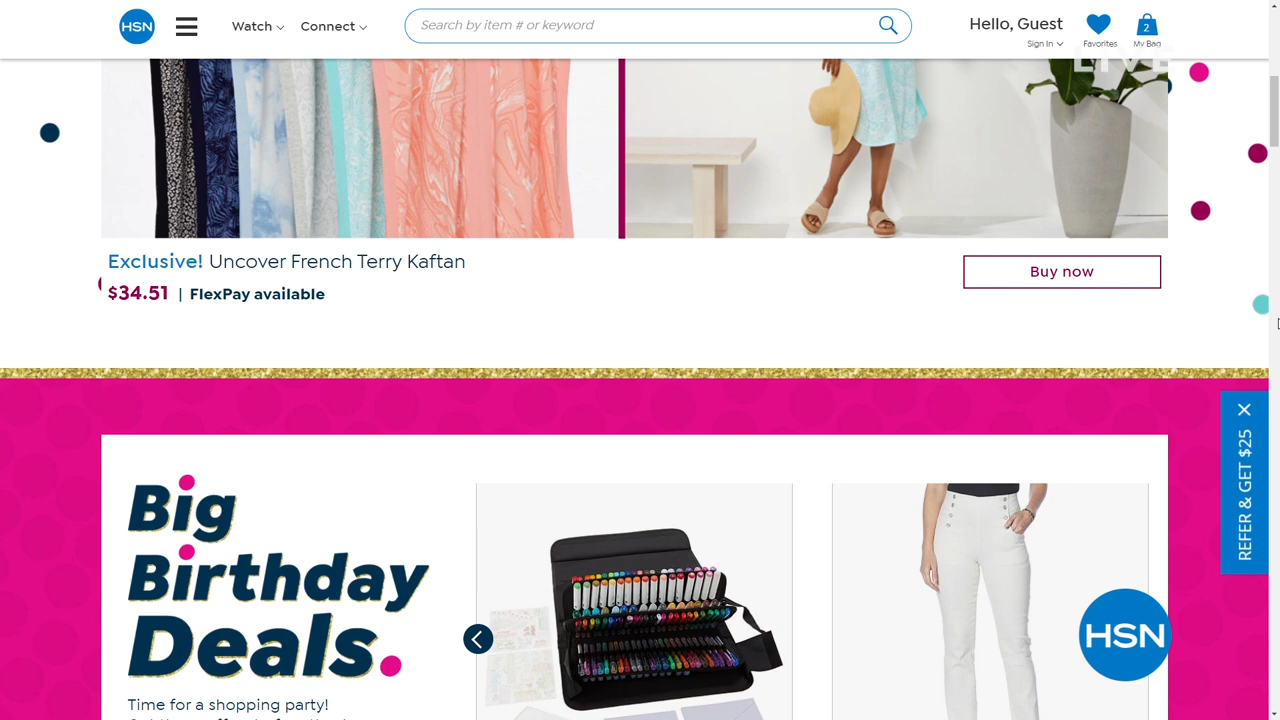 HSN
Watch
Connect
Search by item # or keyword
Hello, Guest
Sign In
Favorites
2
My Bag
LIVE
Exclusive! Uncover French Terry Kaftan
$34.51 | FlexPay available
Buy now
REFER & GET $25
Big
Birthday
Deals.
Time for a shopping party!
HSN